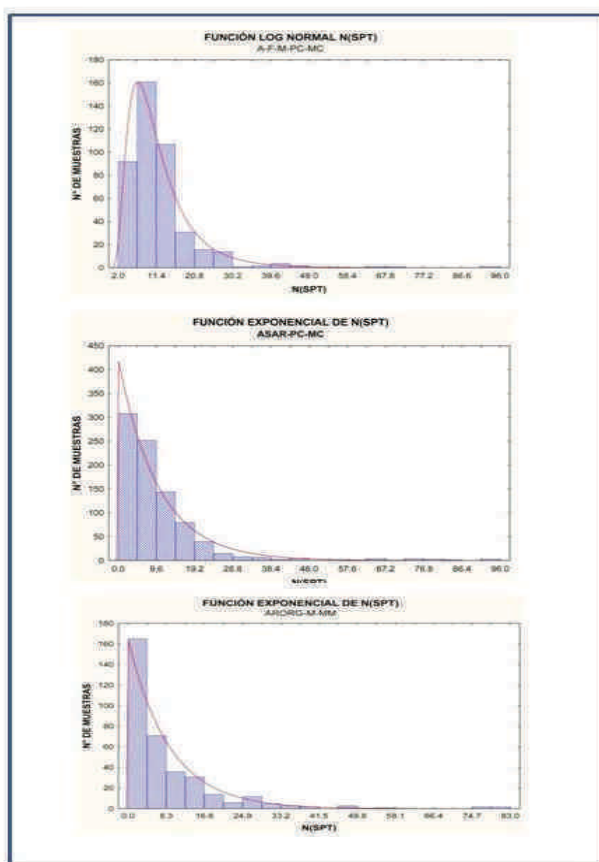 FUNCIÓN LOG NORMAL N(SPT)
A-F-M-PC-MC
Nº DE MUESTRAS
180
160
140
120
100
80
60
40
20
0
2.0 11.4 20.8 30.2 39.6 49.0 58.4 67.8 77.2 86.6 96.0
N(SPT)
FUNCIÓN EXPONENCIAL DE N(SPT)
ASAR-PC-MC
Nº DE MUESTRAS
450
400
350
300
250
200
150
100
50
0
0.0 9.6 19.2 28.8 38.4 48.0 57.6 67.2 76.8 86.4 96.0
N(SPT)
FUNCIÓN EXPONENCIAL DE N(SPT)
ARORG-M-MM
Nº DE MUESTRAS
180
160
140
120
100
80
60
40
20
0
0.0 8.3 16.6 24.9 33.2 41.5 49.8 58.1 66.4 74.7 83.0
N(SPT)